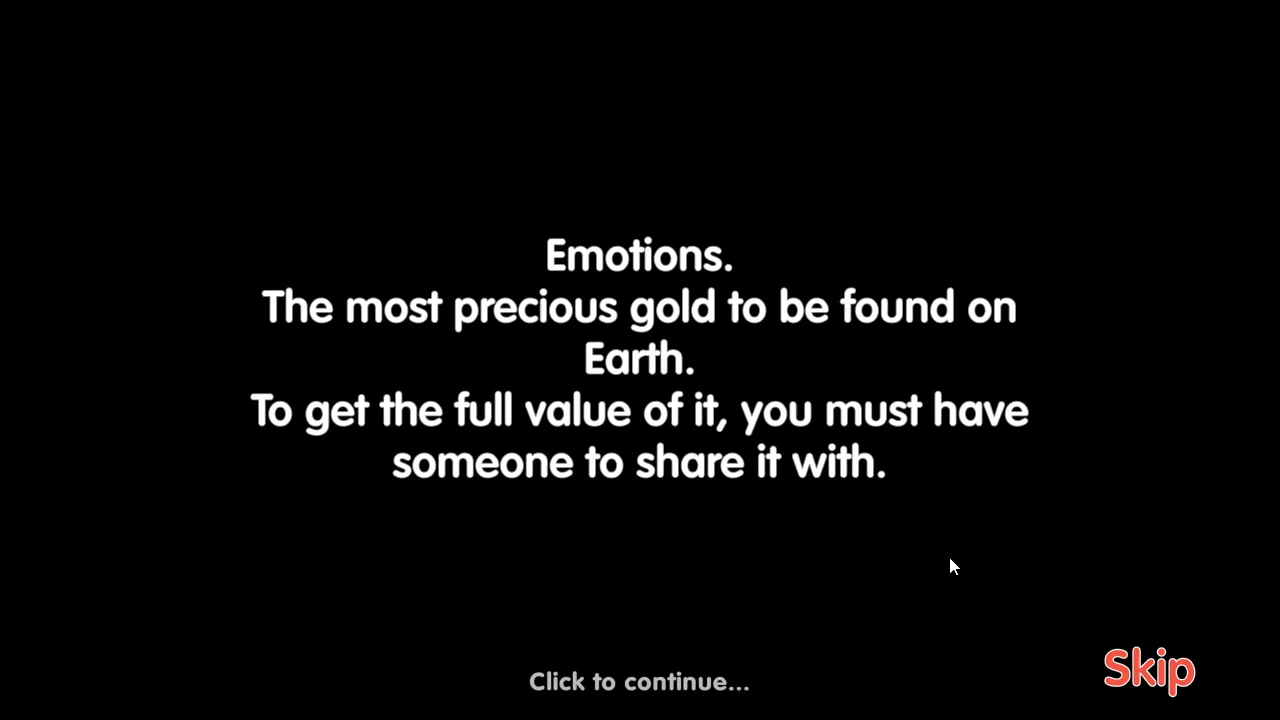 Emotions.
The most precious gold to be found on
Earth.
To get the full value of it, you must have
someone to share it with.
Click to continue...
Skip